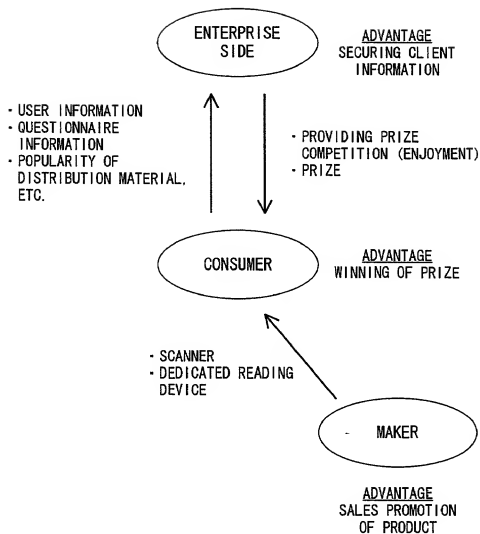 ENTERPRISE
SIDE
ADVANTAGE
SECURING CLIENT
INFORMATION
· USER INFORMATION
· QUESTIONNAIRE
INFORMATION
· POPULARITY OF
DISTRIBUTION MATERIAL,
ETC.
· PROVIDING PRIZE
COMPETITION (ENJOYMENT)
· PRIZE
CONSUMER
ADVANTAGE
WINNING OF PRIZE
· SCANNER
· DEDICATED READING
DEVICE
MAKER
ADVANTAGE
SALES PROMOTION
OF PRODUCT